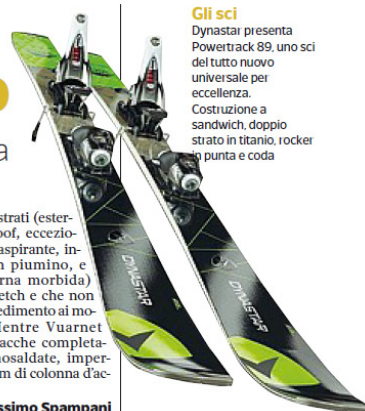 Gli sci
Dynastar presenta
Powertrack 89, uno sci
del tutto nuovo
universale per
eccellenza.
Costruzione a
sandwich, doppio
strato in titanio, rocker
in punta e coda
a
strati (ester-
oof, eccezio-
aspirante, in-
n piumino, e
rna morbida)
etch e che non
edimento ai mo-
Mentre Vuarnet
acche completa-
nosaldate, imper-
m di colonna d'ac-
ssimo Spampani
DYNASTAR
DYNASTAR